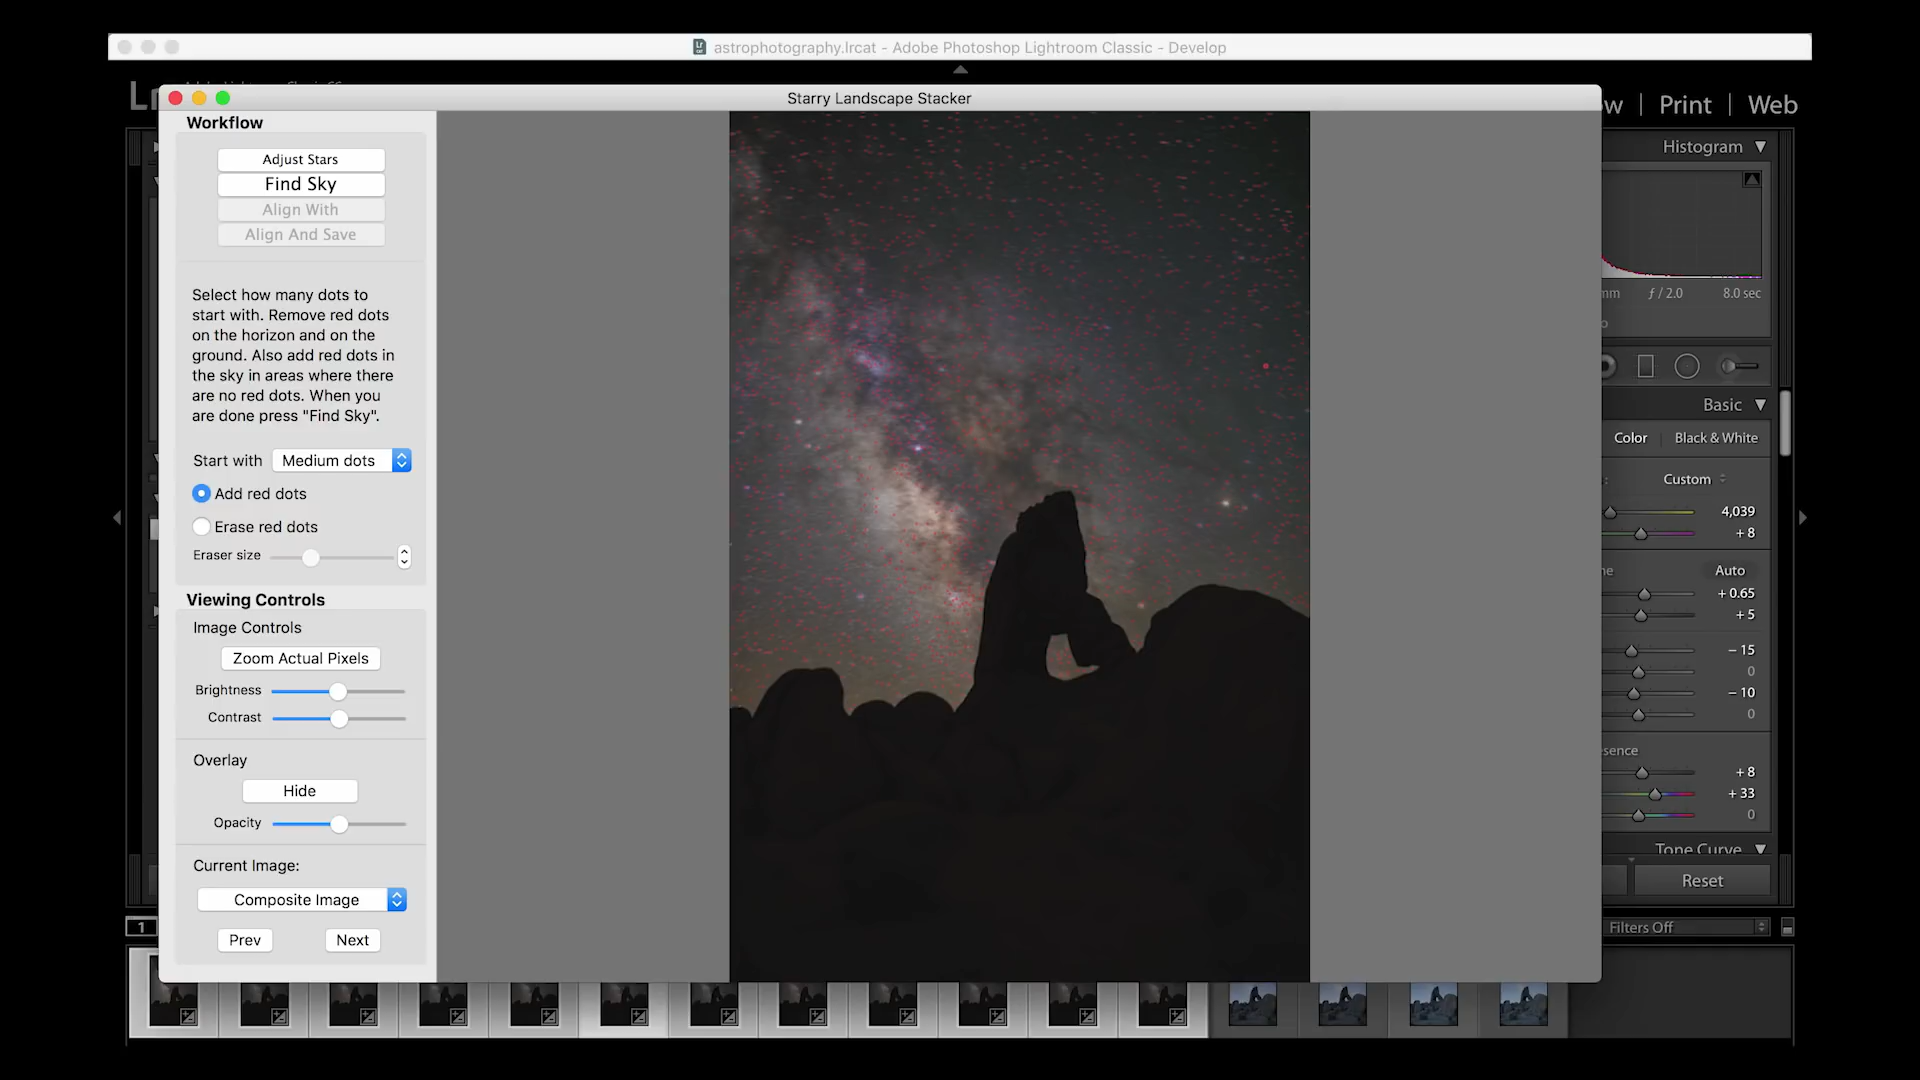 astrophotography.lrcat - Adobe Photoshop Lightroom Classic - Develop
Starry Landscape Stacker
Print | Web
Workflow
Adjust Stars
Find Sky
Align With
Align And Save
Select how many dots to
start with. Remove red dots
on the horizon and on the
ground. Also add red dots in
the sky in areas where there
are no red dots. When you
are done press "Find Sky".
Start with Medium dots
Add red dots
Erase red dots
Eraser size
Viewing Controls
Image Controls
Zoom Actual Pixels
Brightness
Contrast
Overlay
Hide
Opacity
Current Image:
Composite Image
Prev Next
1
Histogram
mm ƒ / 2.0 8.0 sec
Basic
Color Black & White
Custom
4,039
+ 8
Auto
+ 0.65
+ 5
− 15
0
− 10
0
+ 8
+ 33
0
Tone Curve
Reset
Filters Off